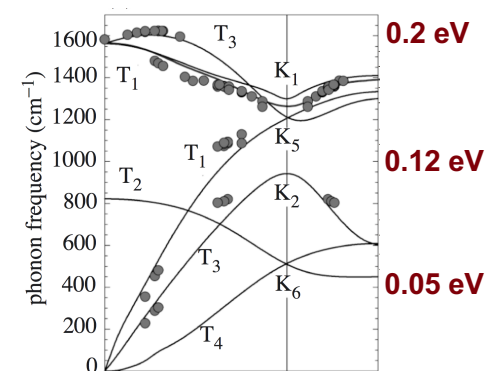 phonon frequency (cm⁻¹)
1600
1400
1200
1000
800
600
400
200
0
T₃
T₁
K₁
T₁
K₅
T₂
K₂
T₃
K₆
T₄
0.2 eV
0.12 eV
0.05 eV